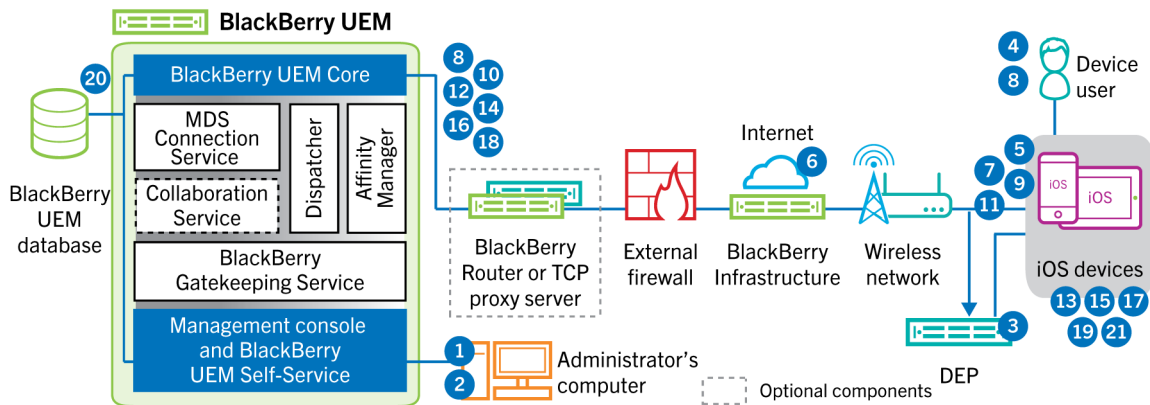 BlackBerry UEM
20
BlackBerry UEM Core
MDS
Connection
Service
Collaboration
Service
Dispatcher
Affinity
Manager
BlackBerry
Gatekeeping Service
Management console
and BlackBerry
UEM Self-Service
BlackBerry
UEM
database
8
10
12
14
16
18
BlackBerry
Router or TCP
proxy server
1
2
Administrator's
computer
External
firewall
Internet
6
BlackBerry
Infrastructure
Wireless
network
4
8
Device
user
5
7
9
11
iOS
iOS
iOS devices
13 15 17
19 21
3
DEP
Optional components